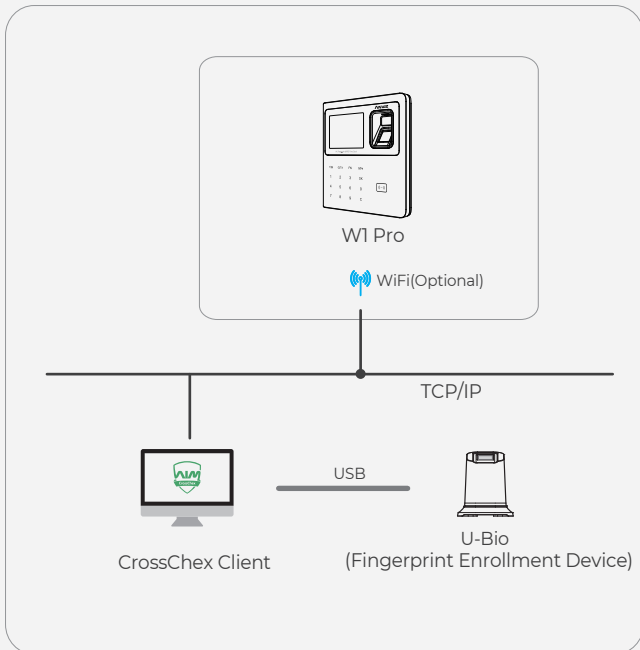 W1 Pro
WiFi(Optional)
TCP/IP
USB
CrossChex Client
U-Bio
(Fingerprint Enrollment Device)